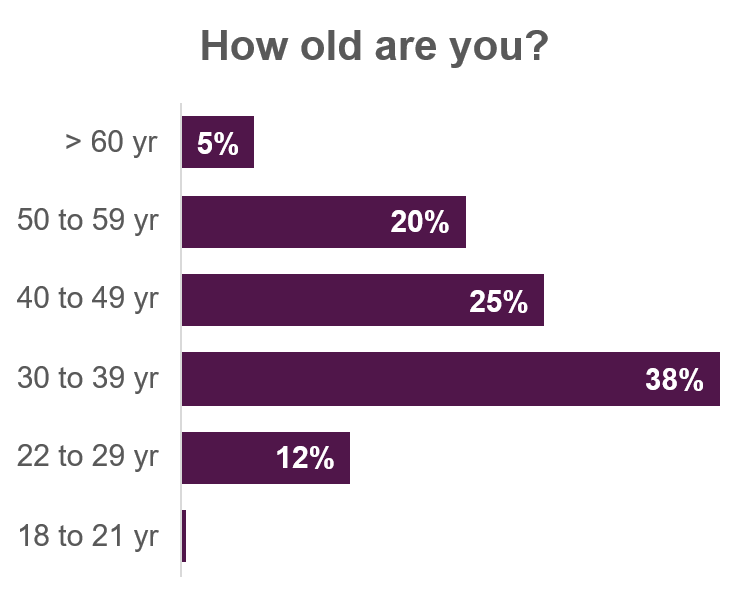 How old are you?
> 60 yr 5%
50 to 59 yr 20%
40 to 49 yr 25%
30 to 39 yr 38%
22 to 29 yr 12%
18 to 21 yr